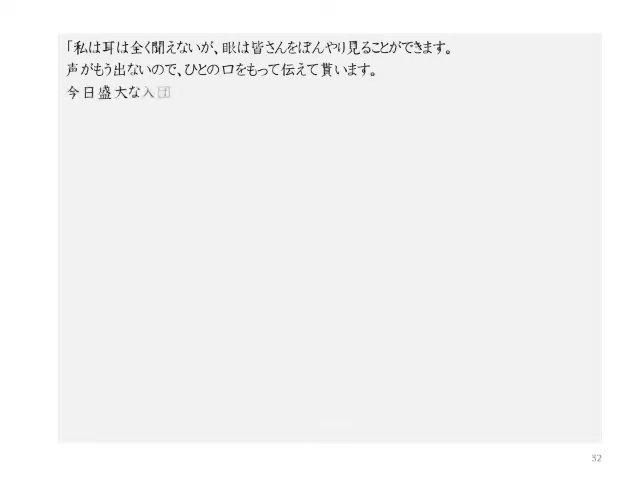 「私は耳は全く聞えないが、眼は皆さんをぼんやり見ることができます。
声がもう出ないので、ひとの口をもって伝えて貰います。
今日盛大な入団
32